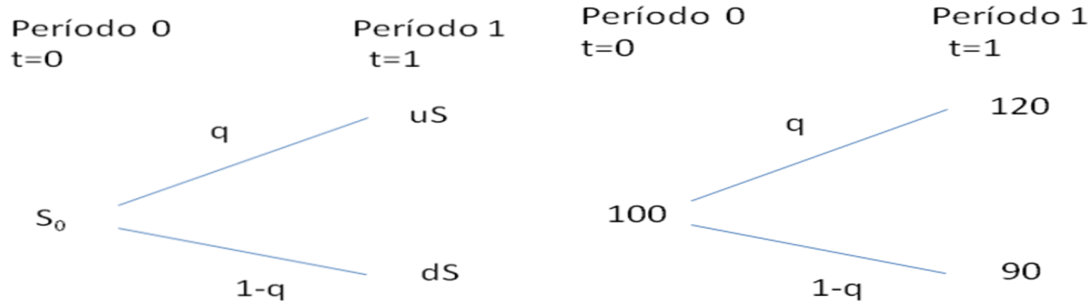 Período 0
t=0
Período 1
t=1
q
uS
S₀
1-q
dS
Período 0
t=0
Período 1
t=1
q
120
100
1-q
90